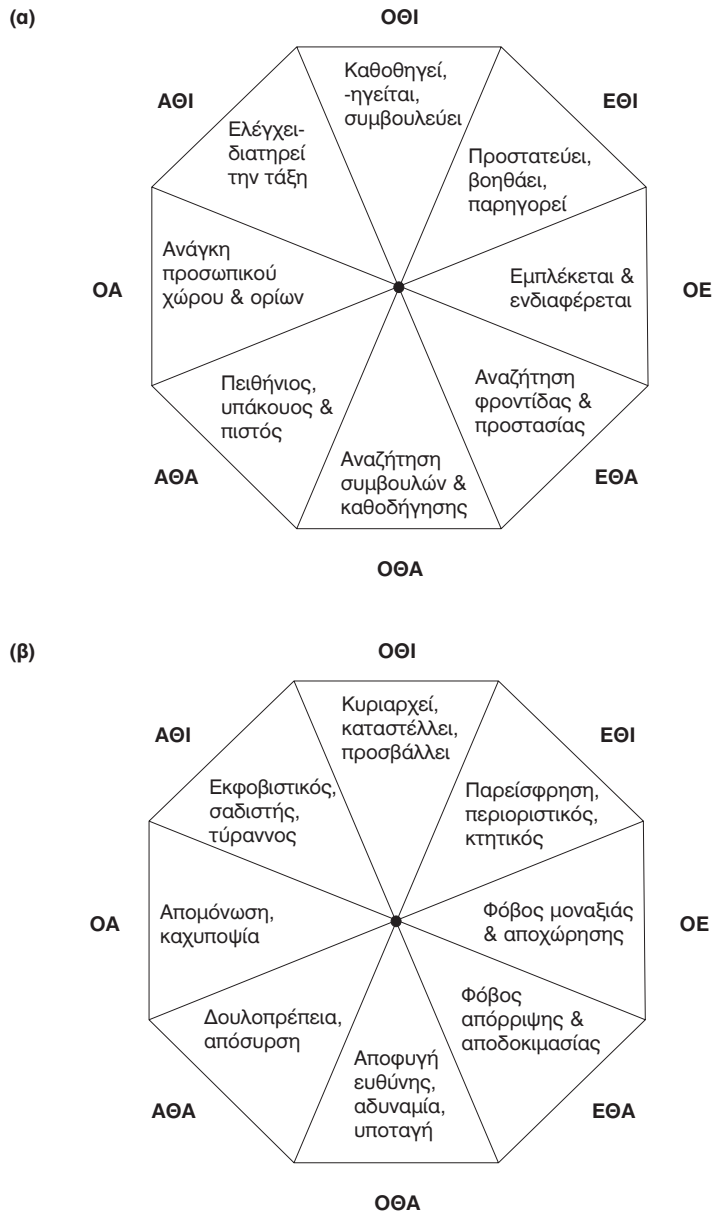 (α)
ΟΘΙ
ΑΘΙ
ΕΘΙ
Καθοθηγεί,
-ηγείται,
συμβουλεύει
Ελέγχει-
διατηρεί
την τάξη
Προστατεύει,
βοηθάει,
παρηγορεί
ΟΑ
Ανάγκη
προσωπικού
χώρου & ορίων
Εμπλέκεται &
ενδιαφέρεται
ΟΕ
Πειθήνιος,
υπάκουος &
πιστός
Αναζήτηση
φροντίδας &
προστασίας
Αναζήτηση
συμβουλών &
καθοδήγησης
ΑΘΑ
ΕΘΑ
ΟΘΑ
(β)
ΟΘΙ
ΑΘΙ
ΕΘΙ
Κυριαρχεί,
καταστέλλει,
προσβάλλει
Εκφοβιστικός,
σαδιστής,
τύραννος
Παρείσφρηση,
περιοριστικός,
κτητικός
ΟΑ
Απομόνωση,
καχυποψία
Φόβος μοναξιάς
& αποχώρησης
ΟΕ
Δουλοπρέπεια,
απόσυρση
Φόβος
απόρριψης &
αποδοκιμασίας
Αποφυγή
ευθύνης,
αδυναμία,
υποταγή
ΑΘΑ
ΕΘΑ
ΟΘΑ